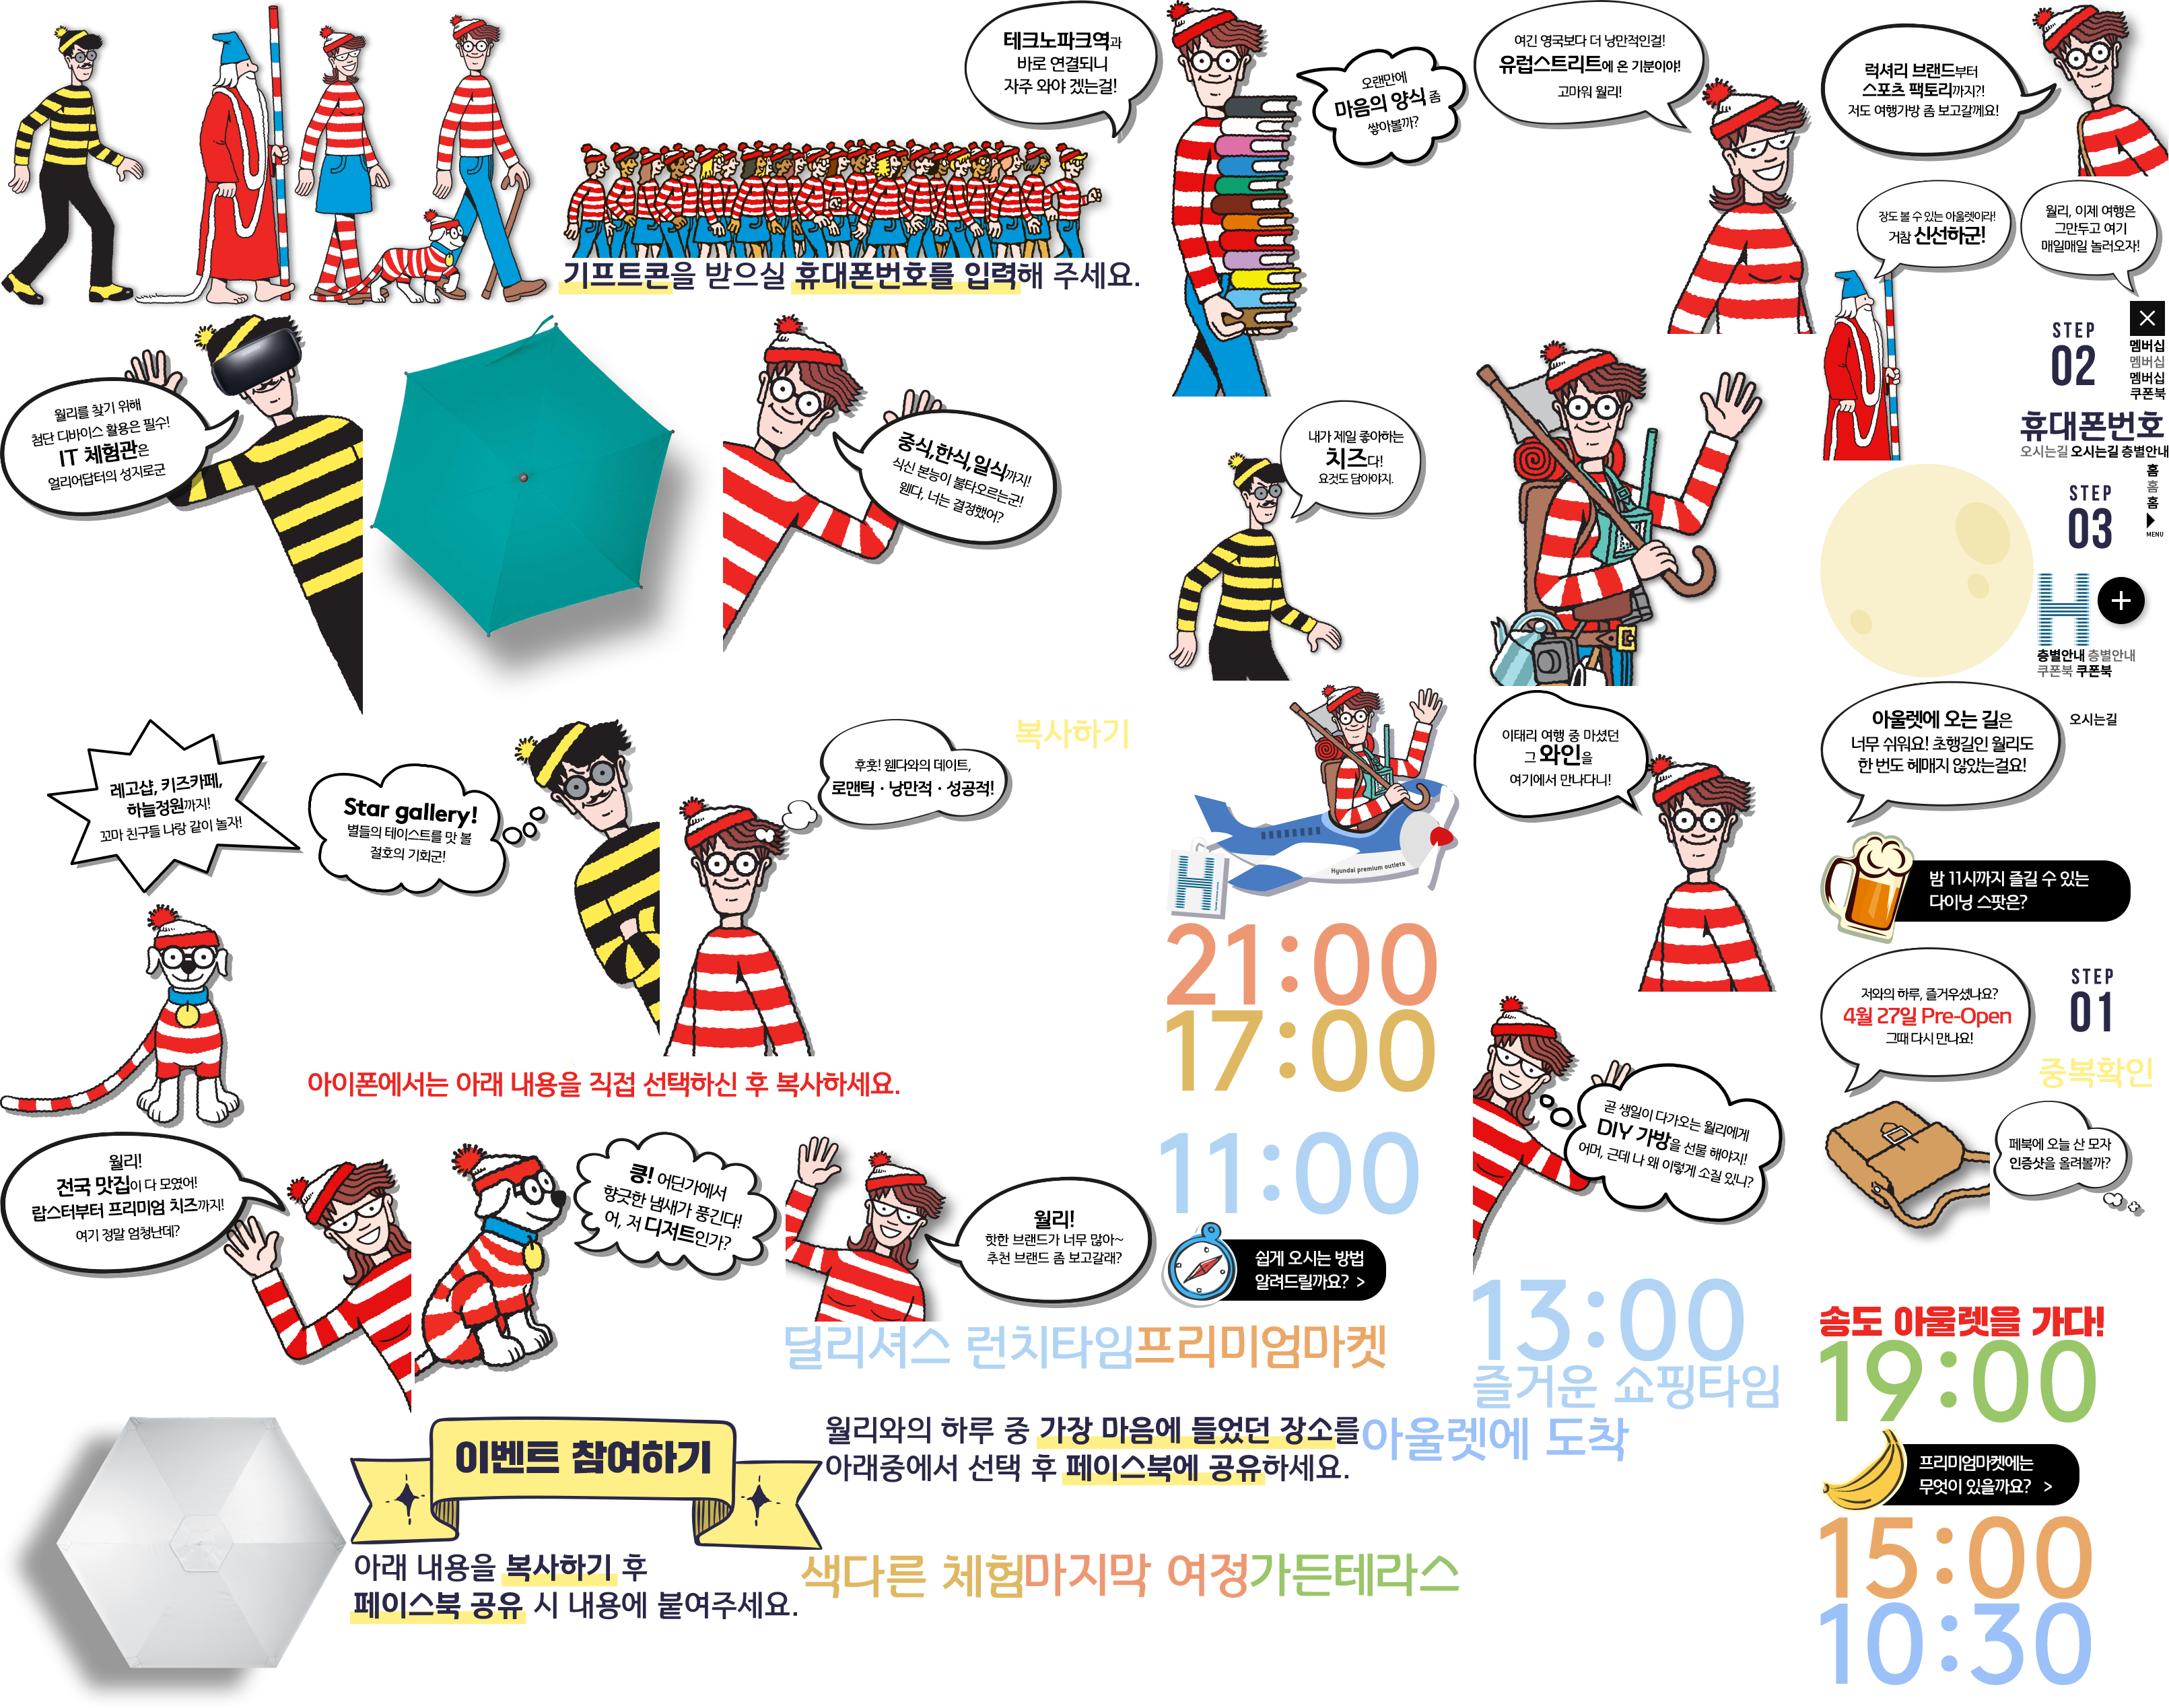 테크노파크역과
바로 연결되니
자주 와야 겠는걸!
오랜만에
마음의 양식 좀
쌓아볼까?
여긴 영국보다 더 낭만적인걸!
유럽스트리트에 온 기분이야!
고마워 월리!
럭셔리 브랜드부터
스포츠 팩토리까지?!
저도 여행가방 좀 보고갈께요!
장도 볼 수 있는 아울렛이라!
거참 신선하군!
월리, 이제 여행은
그만두고 여기
매일매일 놀러오자!
기프트콘을 받으실 휴대폰번호를 입력해 주세요.
STEP
02
멤버십
멤버십
멤버십
쿠폰북
휴대폰번호
오시는길 오시는길 층별안내
홈
홈
홈
MENU
STEP
03
H
층별안내 층별안내
쿠폰북 쿠폰북
월리를 찾기 위해
첨단 디바이스 활용은 필수!
IT 체험관은
얼리어답터의 성지로군
중식,한식,일식까지!
식신 본능이 불타오르는군!
웬다, 너는 결정했어?
내가 제일 좋아하는
치즈다!
요것도 담아야지.
레고샵, 키즈카페,
하늘정원까지!
꼬마 친구들 나랑 같이 놀자!
Star gallery!
별들의 테이스트를 맛 볼
절호의 기회군!
후훗! 웬다와의 데이트,
로맨틱 · 낭만적 · 성공적!
복사하기
Hyundai premium outlets
H
이태리 여행 중 마셨던
그 와인을
여기에서 만나다니!
아울렛에 오는 길은
너무 쉬워요! 초행길인 월리도
한 번도 헤매지 않았는걸요!
오시는길
밤 11시까지 즐길 수 있는
다이닝 스팟은?
21:00
17:00
저와의 하루, 즐거우셨나요?
4월 27일 Pre-Open
그때 다시 만나요!
STEP
01
중복확인
아이폰에서는 아래 내용을 직접 선택하신 후 복사하세요.
월리!
전국 맛집이 다 모였어!
랍스터부터 프리미엄 치즈까지!
여기 정말 엄청난데?
킁! 어딘가에서
향긋한 냄새가 풍긴다!
어, 저 디저트인가?
월리!
핫한 브랜드가 너무 많아~
추천 브랜드 좀 보고갈래?
11:00
쉽게 오시는 방법
알려드릴까요? >
곧 생일이 다가오는 월리에게
DIY 가방을 선물 해야지!
어며, 근데 나 왜 이렇게 소질 있니?
페북에 오늘 산 모자
인증샷을 올려볼까?
딜리셔스 런치타임프리미엄마켓
13:00
즐거운 쇼핑타임
송도 아울렛을 가다!
19:00
이벤트 참여하기
월리와의 하루 중 가장 마음에 들었던 장소를
아래중에서 선택 후 페이스북에 공유하세요.
아울렛에 도착
프리미엄마켓에는
무엇이 있을까요? >
아래 내용을 복사하기 후
페이스북 공유 시 내용에 붙여주세요.
색다른 체험마지막 여정가든테라스
15:00
10:30